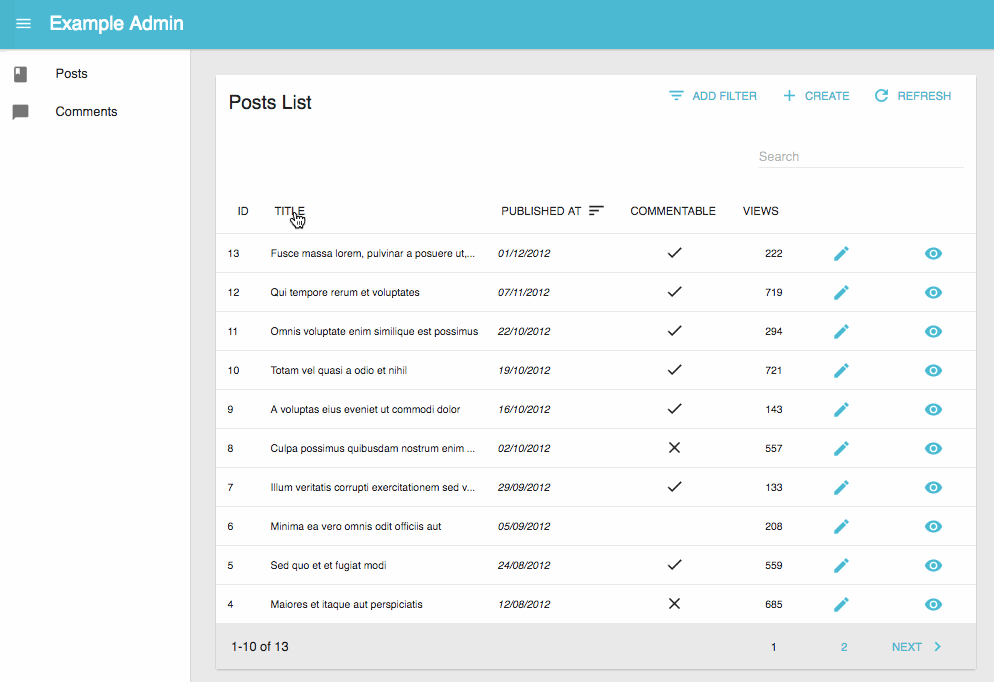 Example Admin
Posts
Comments
Posts List
ADD FILTER CREATE REFRESH
Search
ID TITLE PUBLISHED AT COMMENTABLE VIEWS
13 Fusce massa lorem, pulvinar a posuere ut,... 01/12/2012 222
12 Qui tempore rerum et voluptates 07/11/2012 719
11 Omnis voluptate enim similique est possimus 22/10/2012 294
10 Totam vel quasi a odio et nihil 19/10/2012 721
9 A voluptas eius eveniet ut commodi dolor 16/10/2012 143
8 Culpa possimus quibusdam nostrum enim ... 02/10/2012 557
7 Illum veritatis corrupti exercitationem sed v... 29/09/2012 133
6 Minima ea vero omnis odit officiis aut 05/09/2012 208
5 Sed quo et et fugiat modi 24/08/2012 559
4 Maiores et itaque aut perspiciatis 12/08/2012 685
1-10 of 13 1 2 NEXT